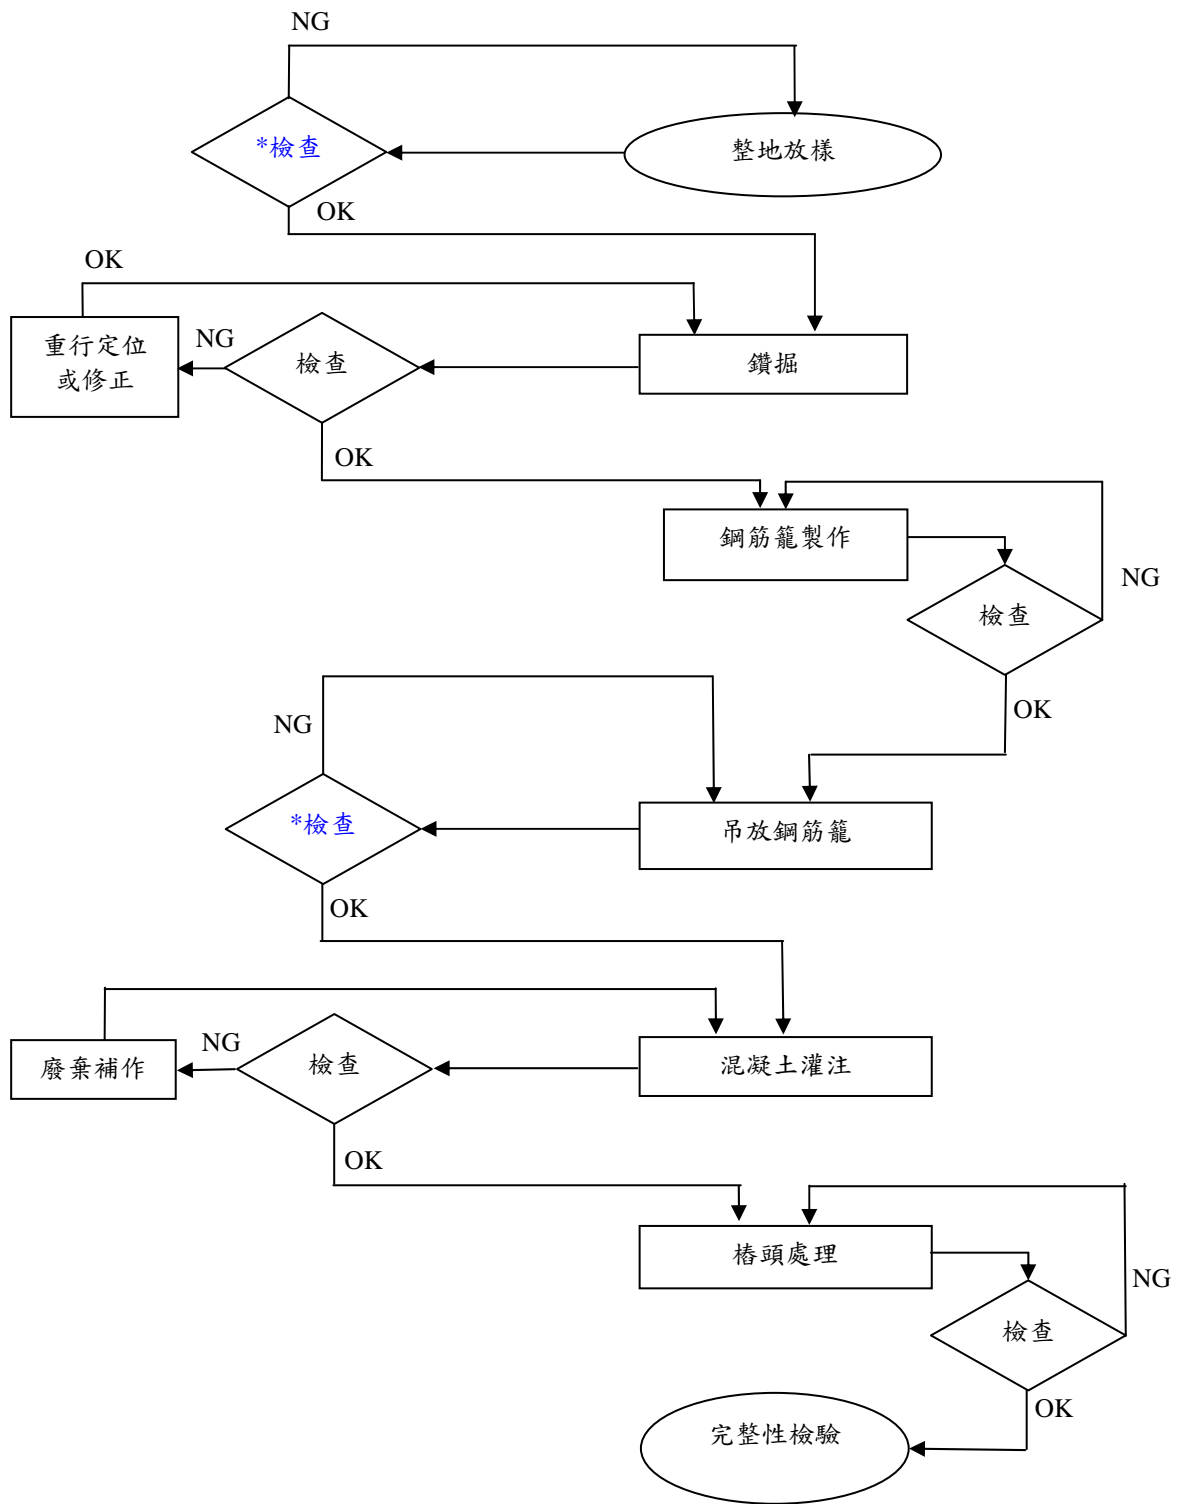 NG
*檢查
整地放樣
OK
OK
重行定位
或修正
NG
檢查
鑽掘
OK
鋼筋籠製作
NG
檢查
OK
NG
*檢查
吊放鋼筋籠
OK
廢棄補作
NG
檢查
混凝土灌注
OK
樁頭處理
NG
檢查
OK
完整性檢驗